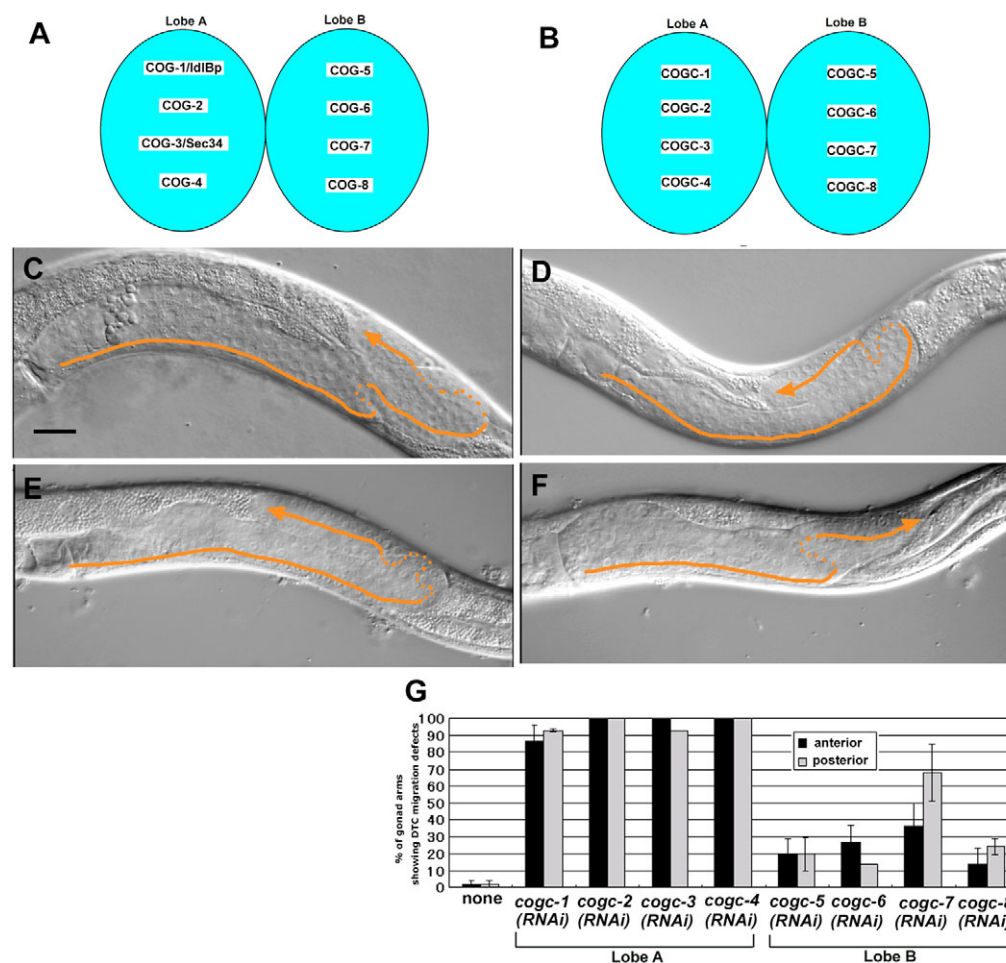 A
Lobe A
Lobe B
COG-1/ldlBp
COG-2
COG-3/Sec34
COG-4
COG-5
COG-6
COG-7
COG-8
B
Lobe A
Lobe B
COGC-1
COGC-2
COGC-3
COGC-4
COGC-5
COGC-6
COGC-7
COGC-8
C
D
E
F
G
% of gonad arms
showing DTC migration defects
100
90
80
70
60
50
40
30
20
10
0
anterior
posterior
none
cogc-1
(RNAi)
cogc-2
(RNAi)
cogc-3
(RNAi)
cogc-4
(RNAi)
cogc-5
(RNAi)
cogc-6
(RNAi)
cogc-7
(RNAi)
cogc-8
(RNAi)
Lobe A
Lobe B